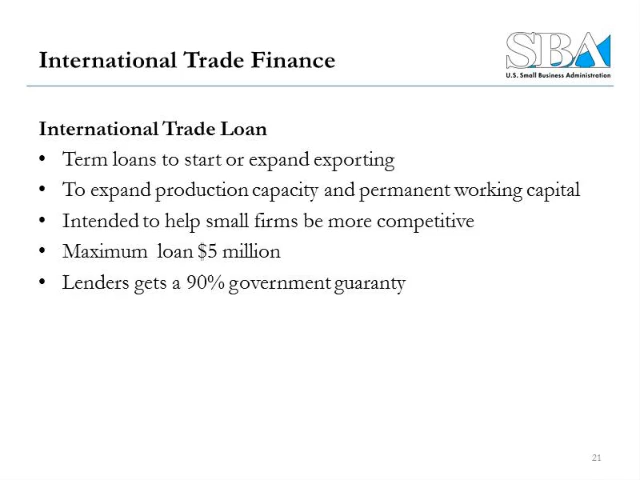 International Trade Finance
SBA
U.S. Small Business Administration
International Trade Loan
• Term loans to start or expand exporting
• To expand production capacity and permanent working capital
• Intended to help small firms be more competitive
• Maximum loan $5 million
• Lenders gets a 90% government guaranty
21